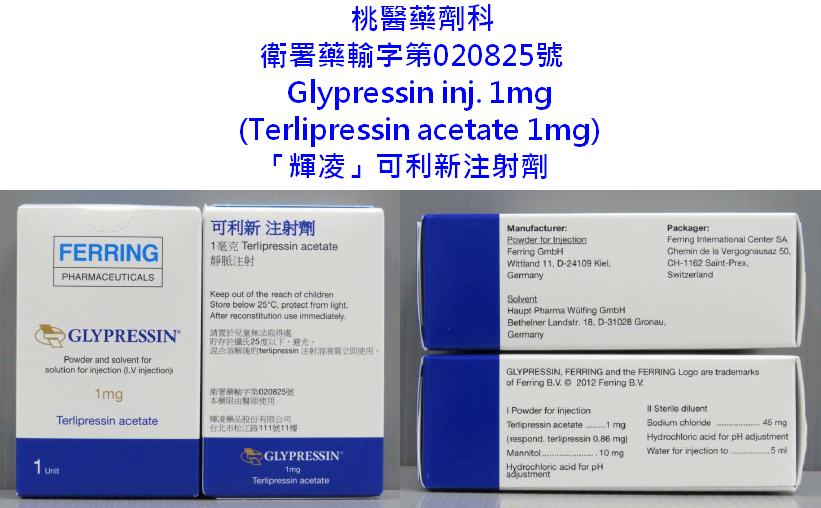 桃醫藥劑科
衛署藥輸字第020825號
Glypressin inj. 1mg
(Terlipressin acetate 1mg)
「輝凌」可利新注射劑
FERRING
PHARMACEUTICALS
GLYPRESSIN®
Powder and solvent for
solution for injection (I.V injection)
1mg
Terlipressin acetate
1 Unit
可利新 注射劑
1毫克 Terlipressin acetate
靜脈注射
Keep out of the reach of children
Store below 25°C, protect from light.
After reconstitution use immediately.
請置於兒童無法取得處
貯存於攝氏25度以下，避光。
混合溶解後的terlipressin 注射溶液需立即使用。
衛署藥輸字第020825號
本藥限由醫師使用
輝凌藥品股份有限公司
台北市松江路111號11樓
GLYPRESSIN®
1mg
Terlipressin acetate
Manufacturer:
Powder for Injection
Ferring GmbH
Wittland 11, D-24109 Kiel,
Germany
Solvent
Haupt Pharma Wülfing GmbH
Bethelner Landstr. 18, D-31028 Gronau,
Germany
Packager:
Ferring International Center SA
Chemin de la Vergognausaz 50,
CH-1162 Saint-Prex,
Switzerland
GLYPRESSIN, FERRING and the FERRING Logo are trademarks
of Ferring B.V. © 2012 Ferring B.V.
I Powder for injection
Terlipressin acetate ........1 mg
(respond. terlipressin 0.86 mg)
Mannitol...................... 10 mg
Hydrochloric acid for pH
adjustment
II Sterile diluent
Sodium chloride .................. 45 mg
Hydrochloric acid for pH adjustment
Water for injection to ................5 ml